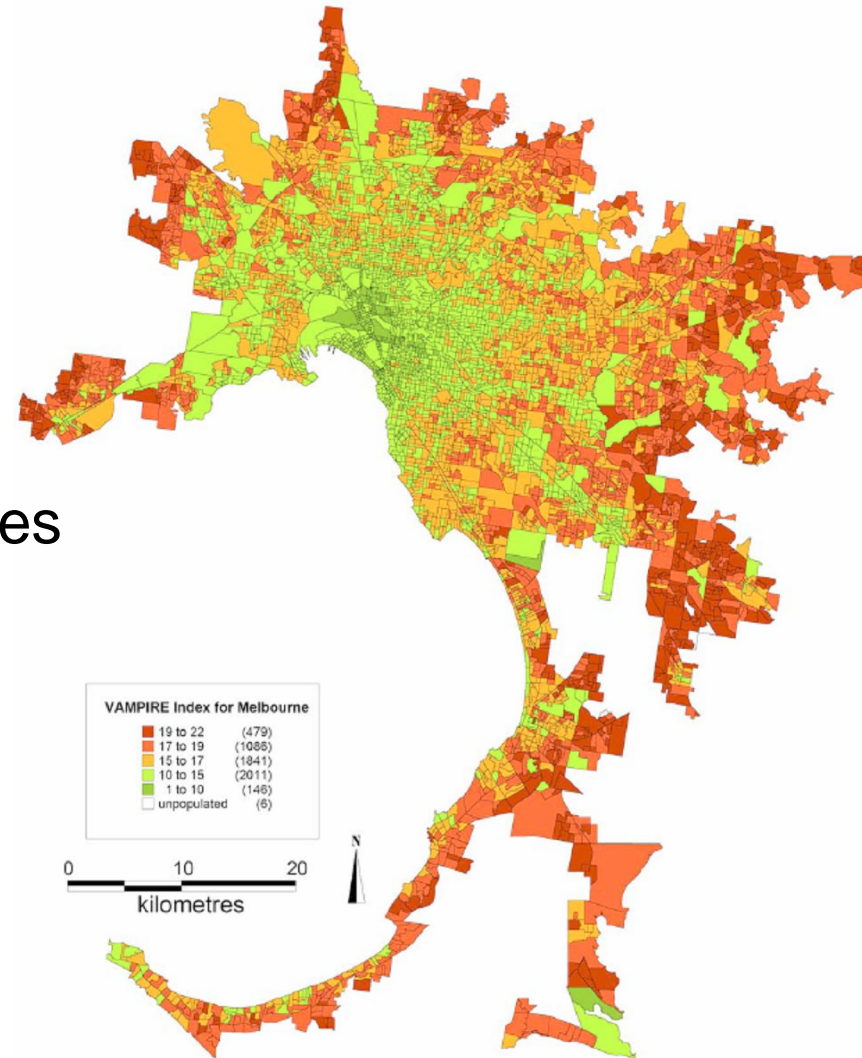 es
VAMPIRE Index for Melbourne
19 to 22 (479)
17 to 19 (1086)
15 to 17 (1841)
10 to 15 (2011)
1 to 10 (146)
unpopulated (6)
N
0 10 20
kilometres